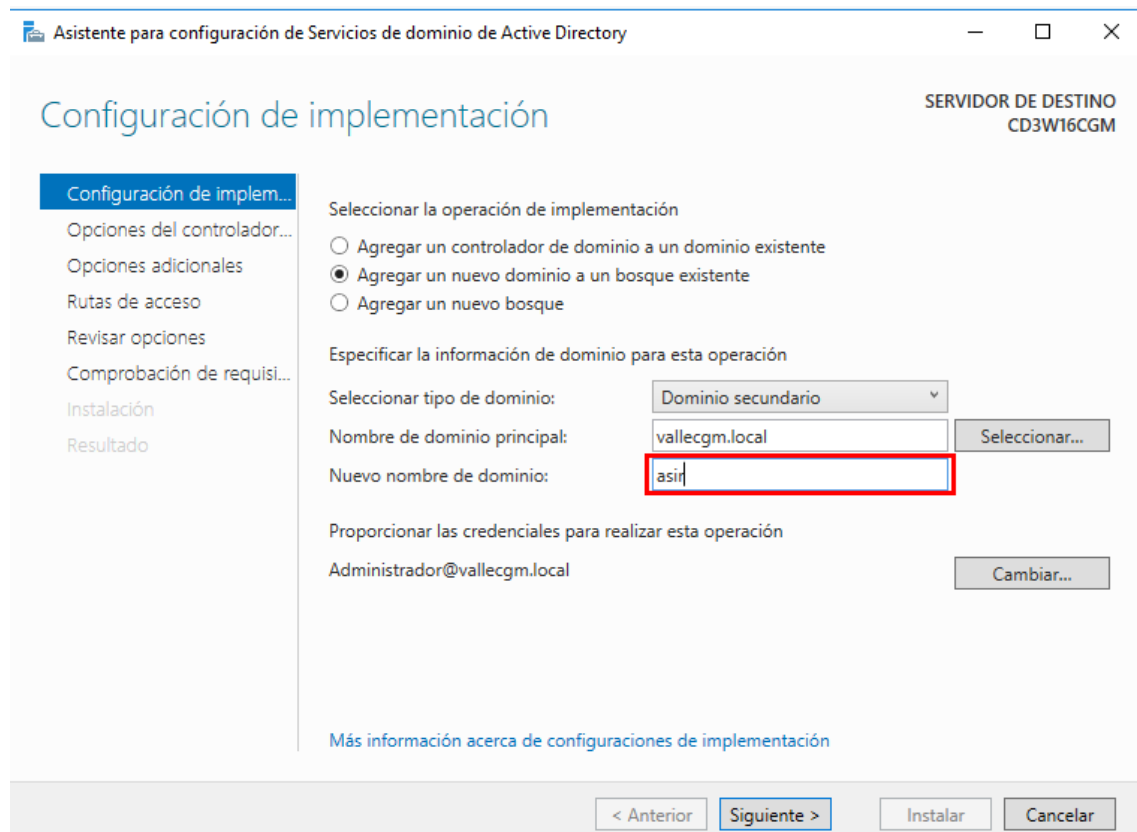 Asistente para configuración de Servicios de dominio de Active Directory
Configuración de implementación
SERVIDOR DE DESTINO
CD3W16CGM
Configuración de implem...
Opciones del controlador...
Opciones adicionales
Rutas de acceso
Revisar opciones
Comprobación de requisi...
Instalación
Resultado
Seleccionar la operación de implementación
Agregar un controlador de dominio a un dominio existente
Agregar un nuevo dominio a un bosque existente
Agregar un nuevo bosque
Especificar la información de dominio para esta operación
Seleccionar tipo de dominio: Dominio secundario
Nombre de dominio principal: vallecgm.local Seleccionar...
Nuevo nombre de dominio: asir
Proporcionar las credenciales para realizar esta operación
Administrador@vallecgm.local Cambiar...
Más información acerca de configuraciones de implementación
< Anterior Siguiente > Instalar Cancelar